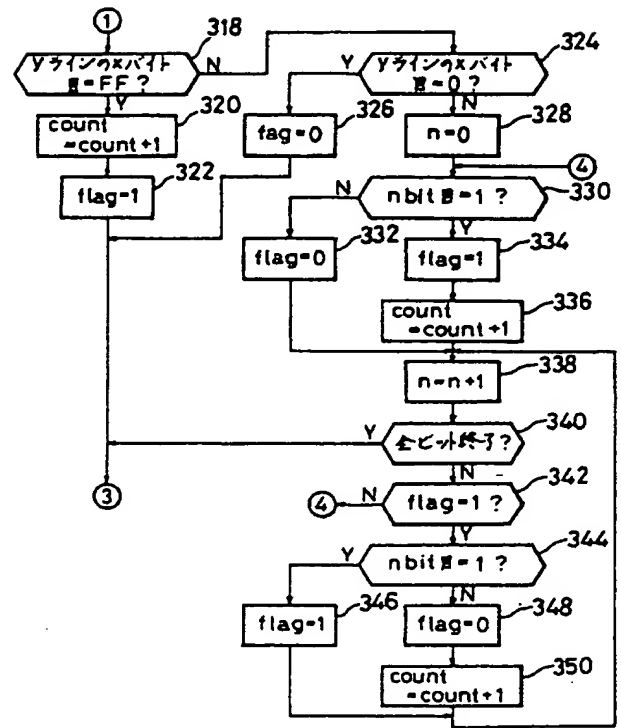 ①
318
yラインのxバイト
目=FF?
N
Y
320
count
=count+1
322
flag=1
324
yラインのxバイト
目=0?
Y
N
326
fag=0
328
n=0
④
330
nbit目=1?
N
Y
332
flag=0
334
flag=1
336
count
=count+1
338
n=n+1
340
全ビット終了?
Y
N
③
342
flag=1?
N
④
Y
344
nbit目=1?
Y
N
346
flag=1
348
flag=0
350
count
=count+1